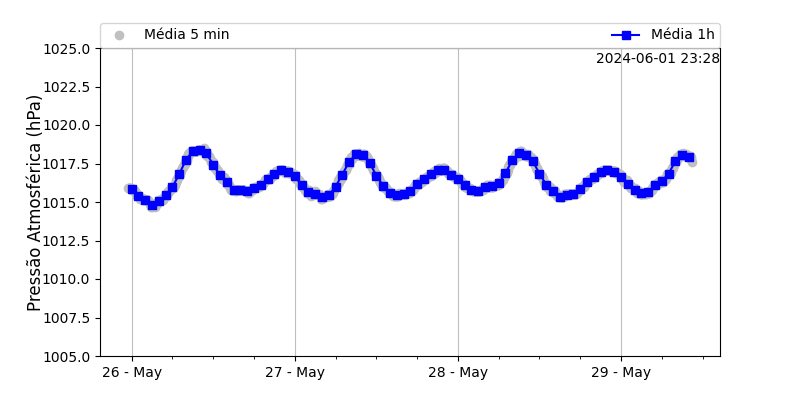 Média 5 min
Média 1h
2024-06-01 23:28
Pressão Atmosférica (hPa)
1025.0
1022.5
1020.0
1017.5
1015.0
1012.5
1010.0
1007.5
1005.0
26 - May
27 - May
28 - May
29 - May